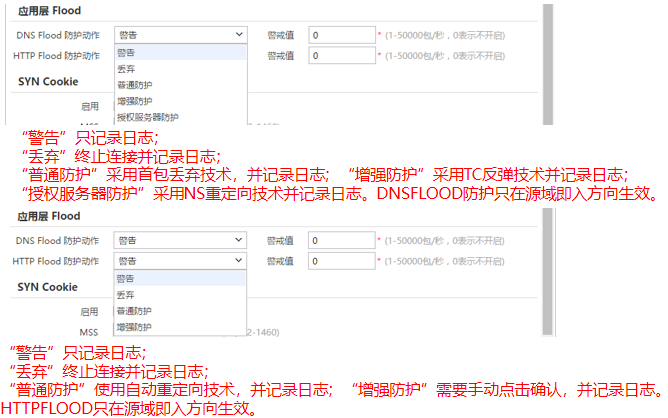 应用层 Flood
DNS Flood 防护动作 警告 警戒值 0 * (1-50000包/秒，0表示不开启)
HTTP Flood 防护动作 警告 警戒值 0 * (1-50000包/秒，0表示不开启)
丢弃
SYN Cookie 普通防护
增强防护
启用 授权服务器防护
“警告”只记录日志；
“丢弃”终止连接并记录日志；
“普通防护”采用首包丢弃技术，并记录日志；“增强防护”采用TC反弹技术并记录日志；
“授权服务器防护”采用NS重定向技术并记录日志。DNSFLOOD防护只在源域即入方向生效。
应用层 Flood
DNS Flood 防护动作 警告 警戒值 0 * (1-50000包/秒，0表示不开启)
HTTP Flood 防护动作 警告 警戒值 0 * (1-50000包/秒，0表示不开启)
警告
SYN Cookie
丢弃
启用 普通防护
MSS 增强防护 2-1460)
“警告”只记录日志；
“丢弃”终止连接并记录日志；
“普通防护”使用自动重定向技术，并记录日志；“增强防护”需要手动点击确认，并记录日志。
HTTPFLOOD只在源域即入方向生效。